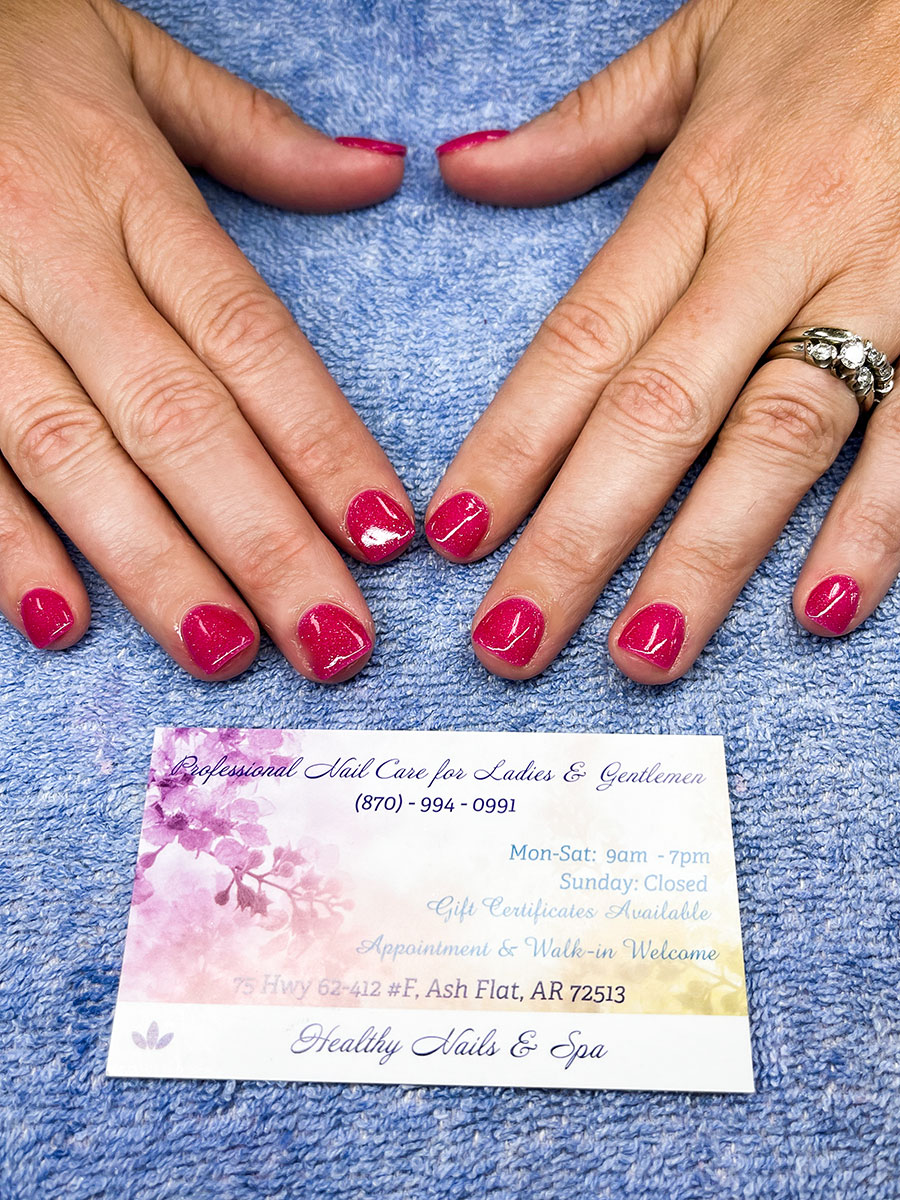 Professional Nail Care for Ladies & Gentlemen
(870) - 994 - 0991
Mon-Sat: 9am - 7pm
Sunday: Closed
Gift Certificates Available
Appointment & Walk-in Welcome
75 Hwy 62-412 #F, Ash Flat, AR 72513
Healthy Nails & Spa